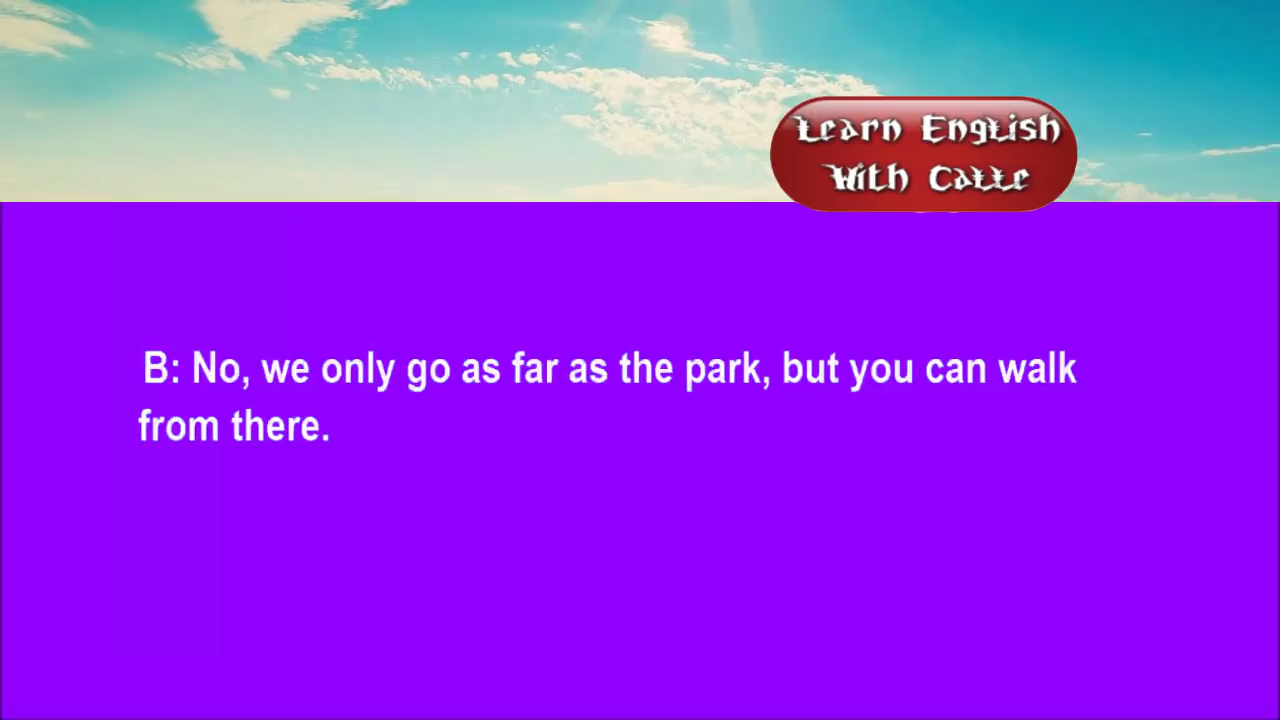 Learn English
With Catte
B: No, we only go as far as the park, but you can walk
from there.